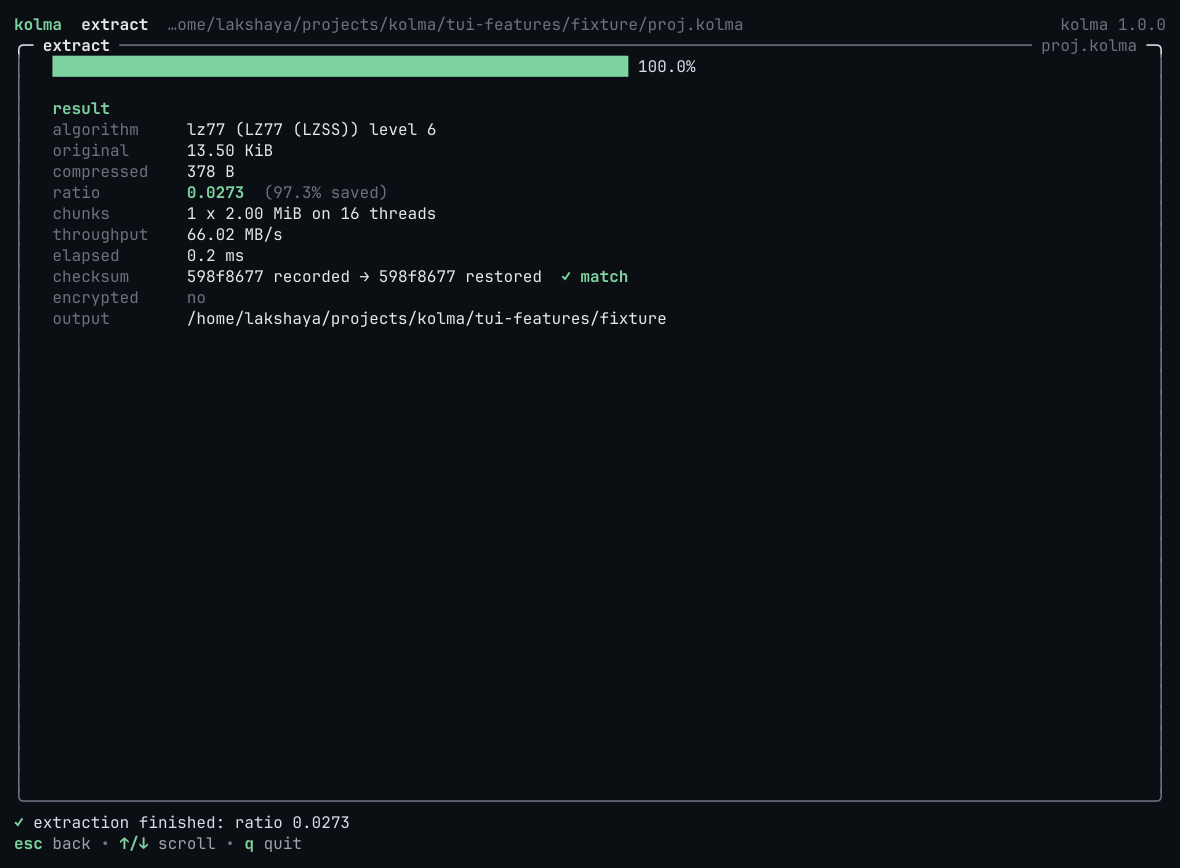 kolma extract …ome/lakshaya/projects/kolma/tui-features/fixture/proj.kolma kolma 1.0.0
extract proj.kolma
100.0%
result
algorithm lz77 (LZ77 (LZSS)) level 6
original 13.50 KiB
compressed 378 B
ratio 0.0273 (97.3% saved)
chunks 1 x 2.00 MiB on 16 threads
throughput 66.02 MB/s
elapsed 0.2 ms
checksum 598f8677 recorded → 598f8677 restored ✓ match
encrypted no
output /home/lakshaya/projects/kolma/tui-features/fixture
✓ extraction finished: ratio 0.0273
esc back • ↑/↓ scroll • q quit